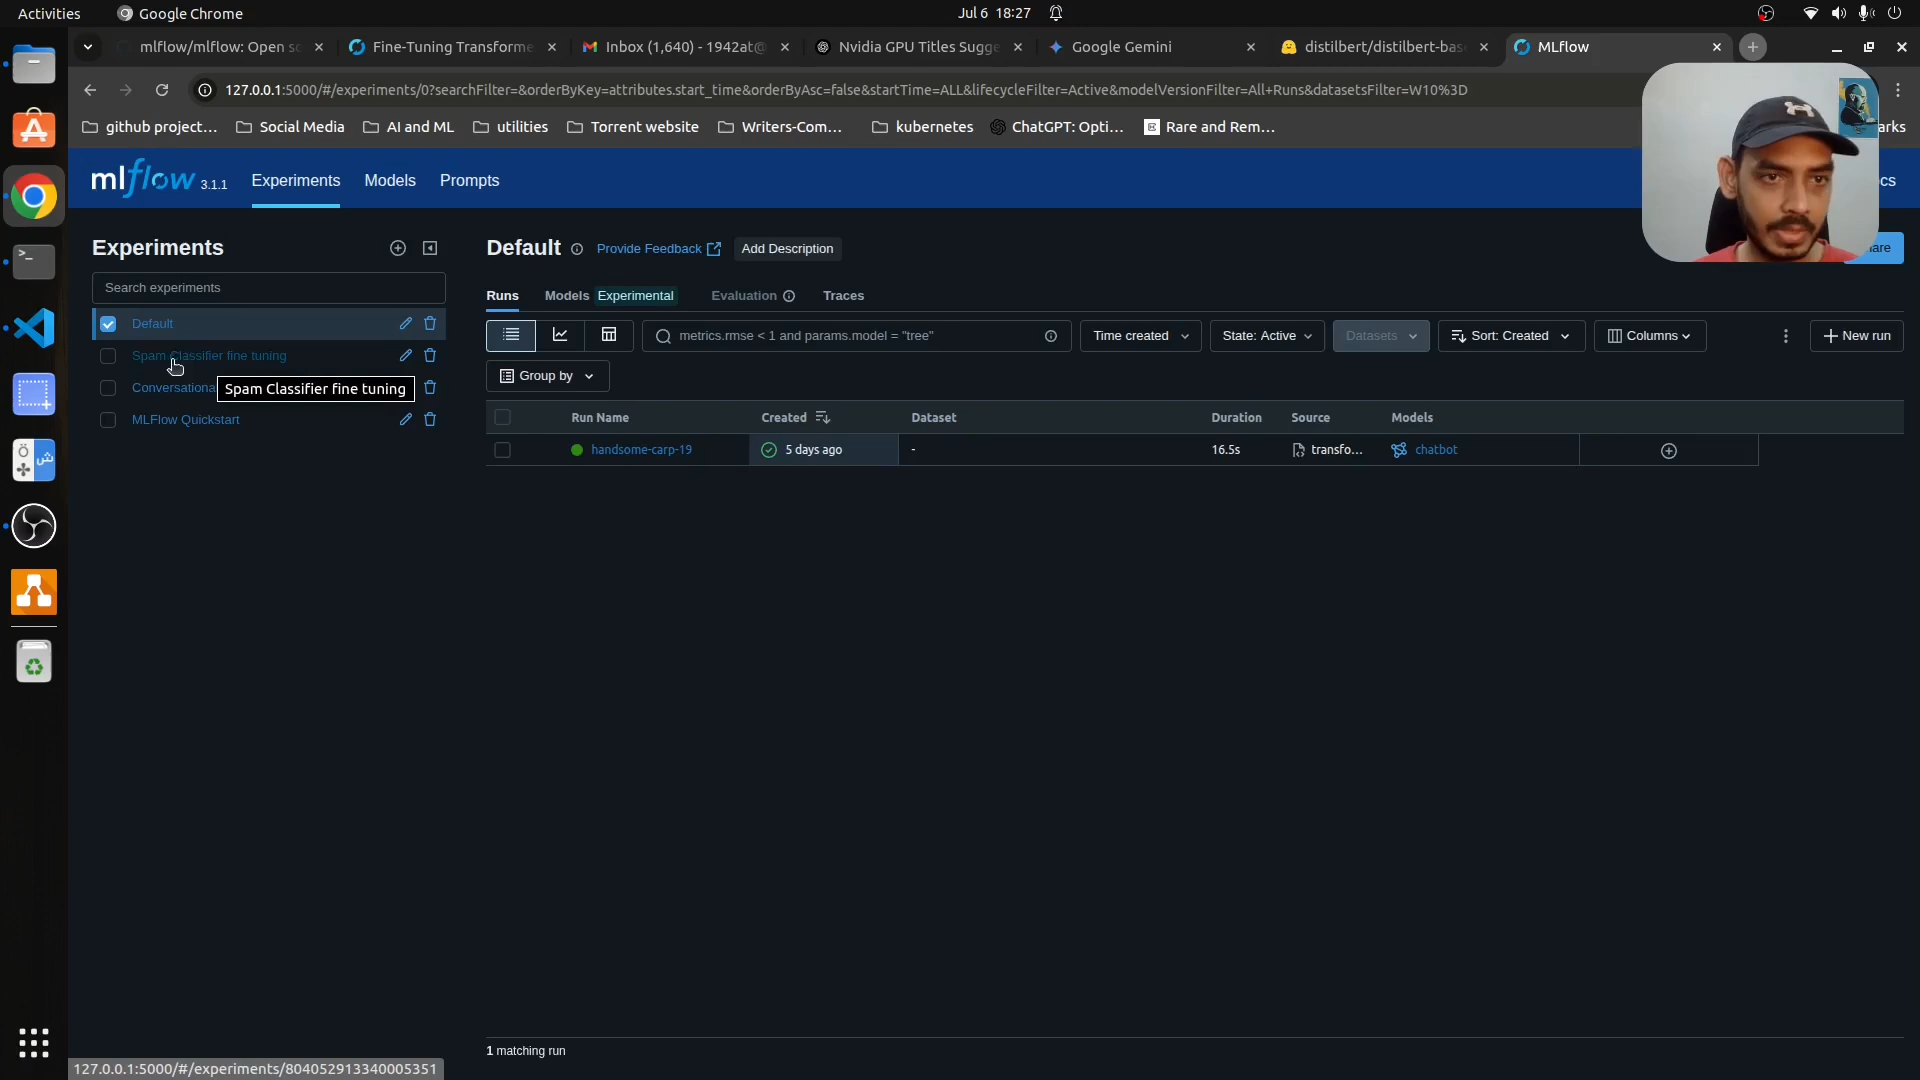 Activities
Google Chrome
Jul 6 18:27
mlflow/mlflow: Open so
Fine-Tuning Transforme
Inbox (1,640) - 1942at@
Nvidia GPU Titles Sugge
Google Gemini
distilbert/distilbert-bas
MLflow
127.0.0.1:5000/#/experiments/0?searchFilter=&orderByKey=attributes.start_time&orderByAsc=false&startTime=ALL&lifecycleFilter=Active&modelVersionFilter=All+Runs&datasetsFilter=W10%3D
github project...
Social Media
AI and ML
utilities
Torrent website
Writers-Com...
kubernetes
ChatGPT: Opti...
Rare and Rem...
arks
mlflow 3.1.1
Experiments
Models
Prompts
cs
Experiments
Search experiments
Default
Spam Classifier fine tuning
Conversationa
Spam Classifier fine tuning
MLFlow Quickstart
Default
Provide Feedback
Add Description
are
Runs
Models Experimental
Evaluation
Traces
metrics.rmse < 1 and params.model = "tree"
Time created
State: Active
Datasets
Sort: Created
Columns
New run
Group by
Run Name
Created
Dataset
Duration
Source
Models
handsome-carp-19
5 days ago
-
16.5s
transfo...
chatbot
1 matching run
127.0.0.1:5000/#/experiments/804052913340005351